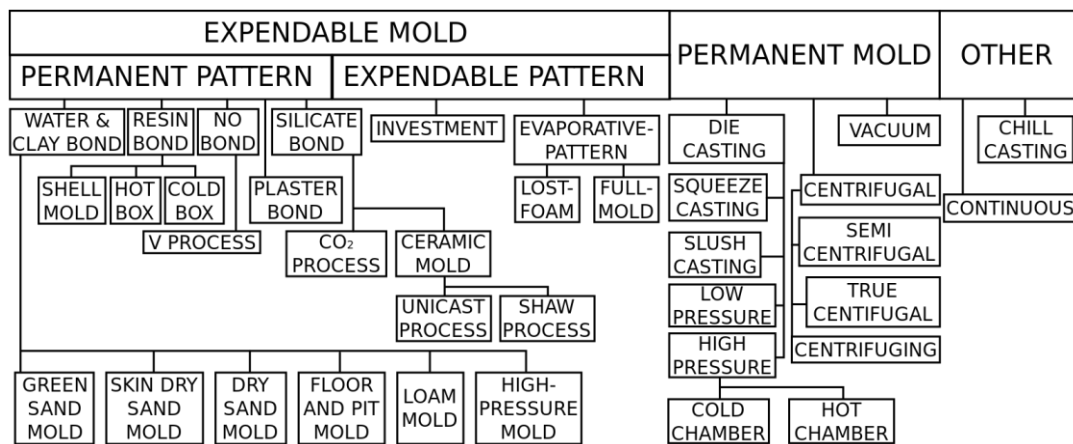 EXPENDABLE MOLD
PERMANENT MOLD
OTHER
PERMANENT PATTERN
EXPENDABLE PATTERN
WATER &
CLAY BOND
RESIN
BOND
NO
BOND
SILICATE
BOND
INVESTMENT
EVAPORATIVE-
PATTERN
DIE
CASTING
VACUUM
CHILL
CASTING
SHELL
MOLD
HOT
BOX
COLD
BOX
PLASTER
BOND
LOST-
FOAM
FULL-
MOLD
SQUEEZE
CASTING
CENTRIFUGAL
CONTINUOUS
V PROCESS
CO₂
PROCESS
CERAMIC
MOLD
SLUSH
CASTING
SEMI
CENTRIFUGAL
UNICAST
PROCESS
SHAW
PROCESS
LOW
PRESSURE
TRUE
CENTIFUGAL
HIGH
PRESSURE
CENTRIFUGING
GREEN
SAND
MOLD
SKIN DRY
SAND
MOLD
DRY
SAND
MOLD
FLOOR
AND PIT
MOLD
LOAM
MOLD
HIGH-
PRESSURE
MOLD
COLD
CHAMBER
HOT
CHAMBER